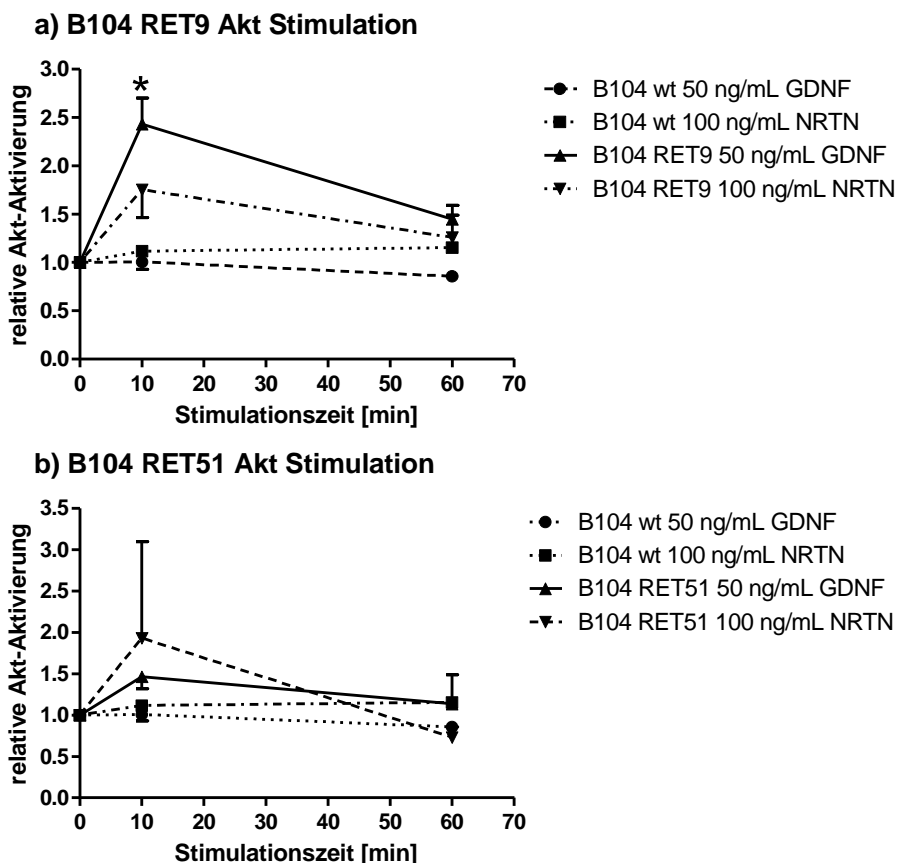 a) B104 RET9 Akt Stimulation
relative Akt-Aktivierung
3.0
2.5
2.0
1.5
1.0
0.5
0.0
*
0 10 20 30 40 50 60 70
Stimulationszeit [min]
B104 wt 50 ng/mL GDNF
B104 wt 100 ng/mL NRTN
B104 RET9 50 ng/mL GDNF
B104 RET9 100 ng/mL NRTN
b) B104 RET51 Akt Stimulation
relative Akt-Aktivierung
3.5
3.0
2.5
2.0
1.5
1.0
0.5
0.0
0 10 20 30 40 50 60 70
Stimulationszeit [min]
B104 wt 50 ng/mL GDNF
B104 wt 100 ng/mL NRTN
B104 RET51 50 ng/mL GDNF
B104 RET51 100 ng/mL NRTN